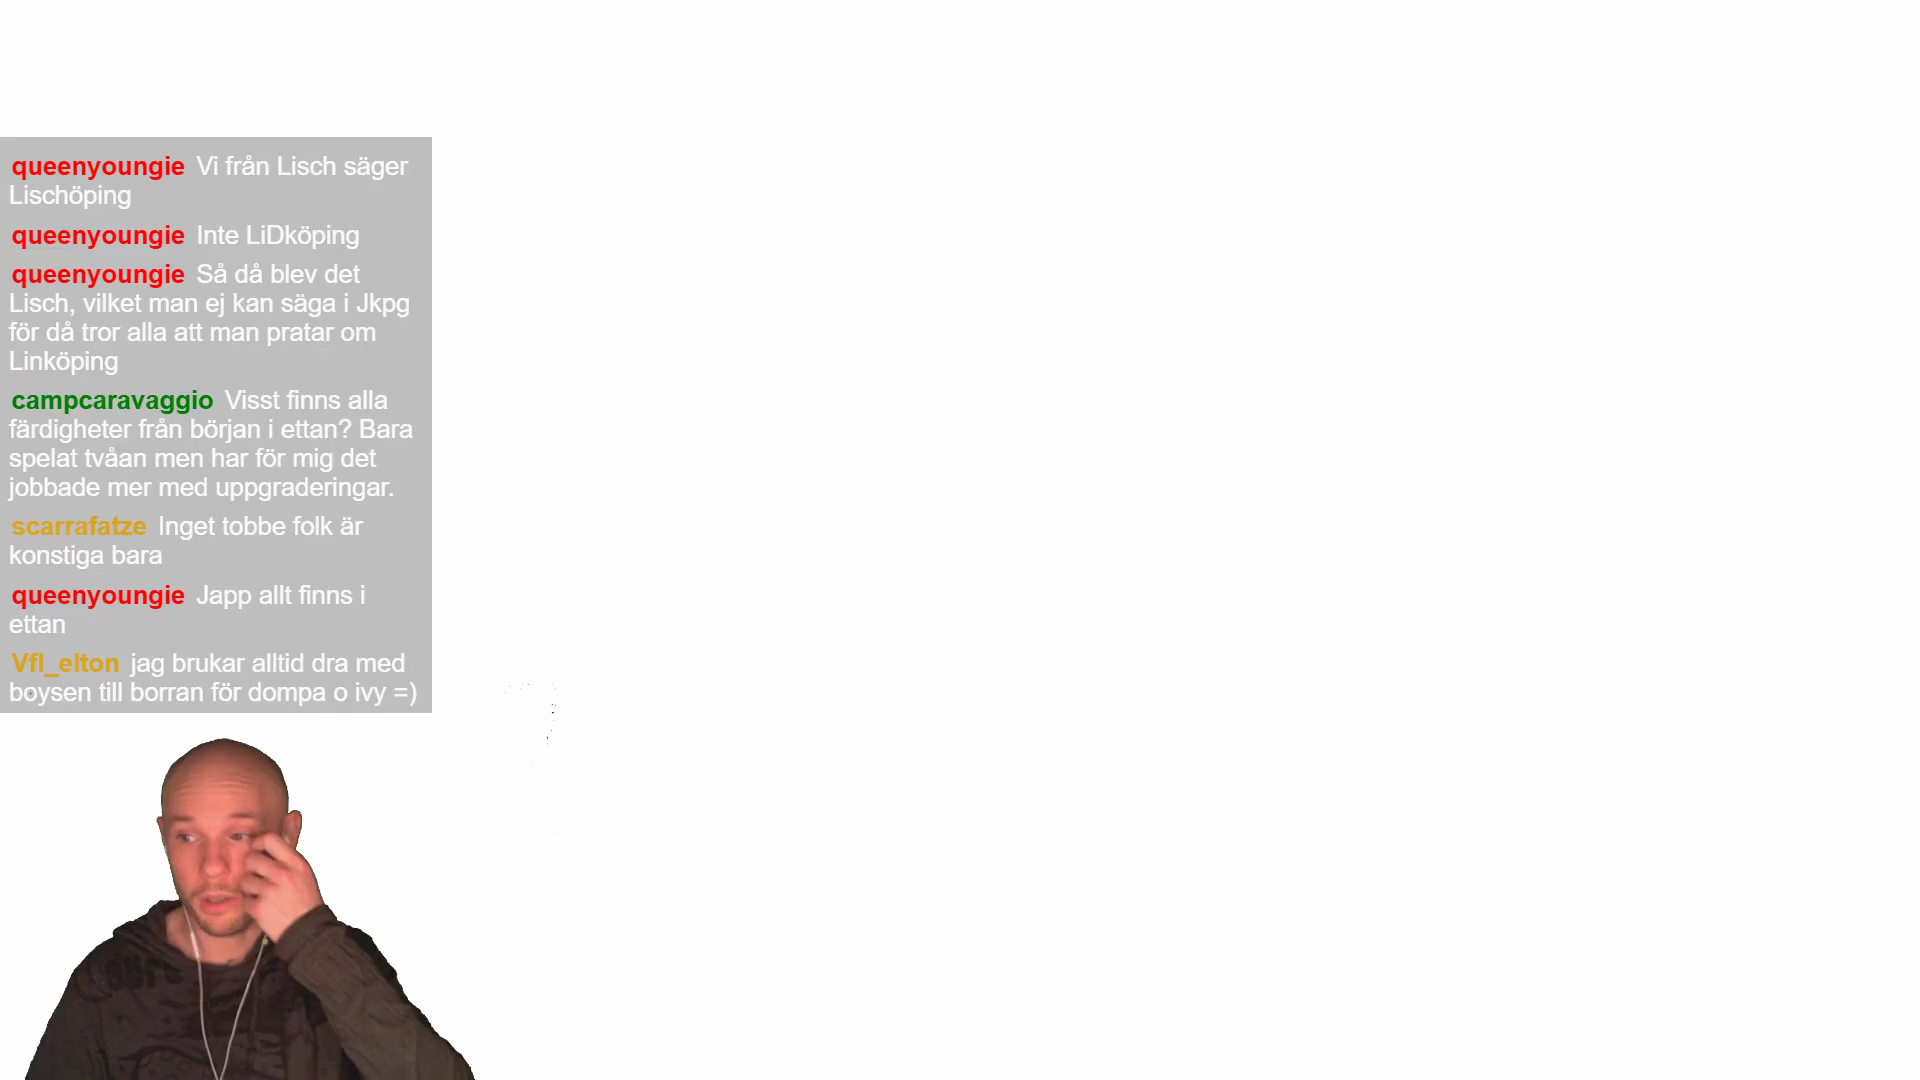 queenyoungie Vi från Lisch säger
Lischöping
queenyoungie Inte LiDköping
queenyoungie Så då blev det
Lisch, vilket man ej kan säga i Jkpg
för då tror alla att man pratar om
Linköping
campcaravaggio Visst finns alla
färdigheter från början i ettan? Bara
spelat tvåan men har för mig det
jobbade mer med uppgraderingar.
scarrafatze Inget tobbe folk är
konstiga bara
queenyoungie Japp allt finns i
ettan
Vfl_elton jag brukar alltid dra med
boysen till borran för dompa o ivy =)